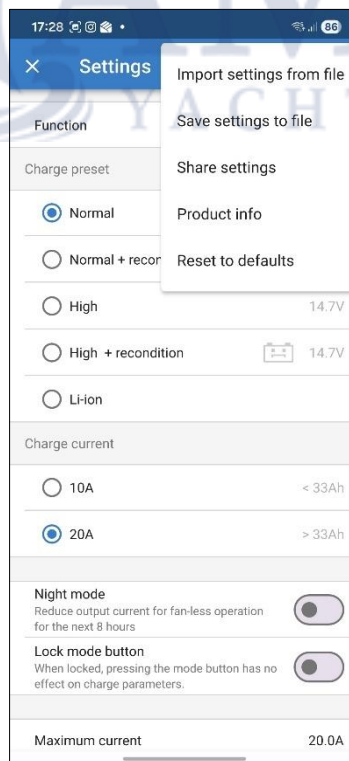 17:28 86
Settings
Import settings from file
Save settings to file
Share settings
Product info
Reset to defaults
Function
Charge preset
Normal
Normal + recon
High 14.7V
High + recondition 14.7V
Li-ion
Charge current
10A < 33Ah
20A > 33Ah
Night mode
Reduce output current for fan-less operation
for the next 8 hours
Lock mode button
When locked, pressing the mode button has no
effect on charge parameters.
Maximum current 20.0A
YACHT